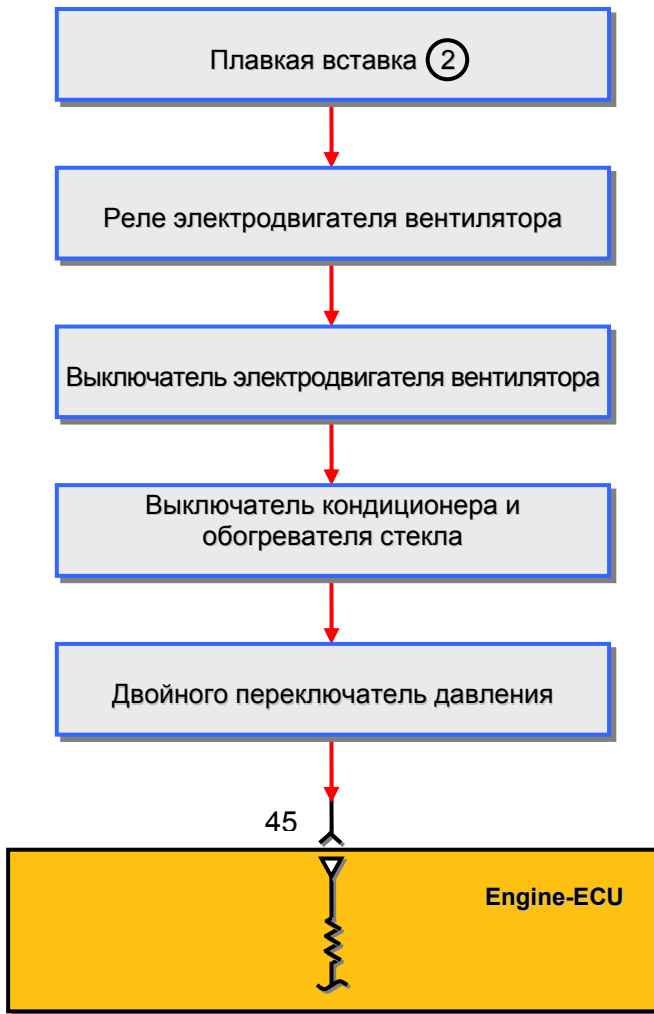 Плавкая вставка 2
Реле электродвигателя вентилятора
Выключатель электродвигателя вентилятора
Выключатель кондиционера и
обогревателя стекла
Двойного переключатель давления
45
Engine-ECU